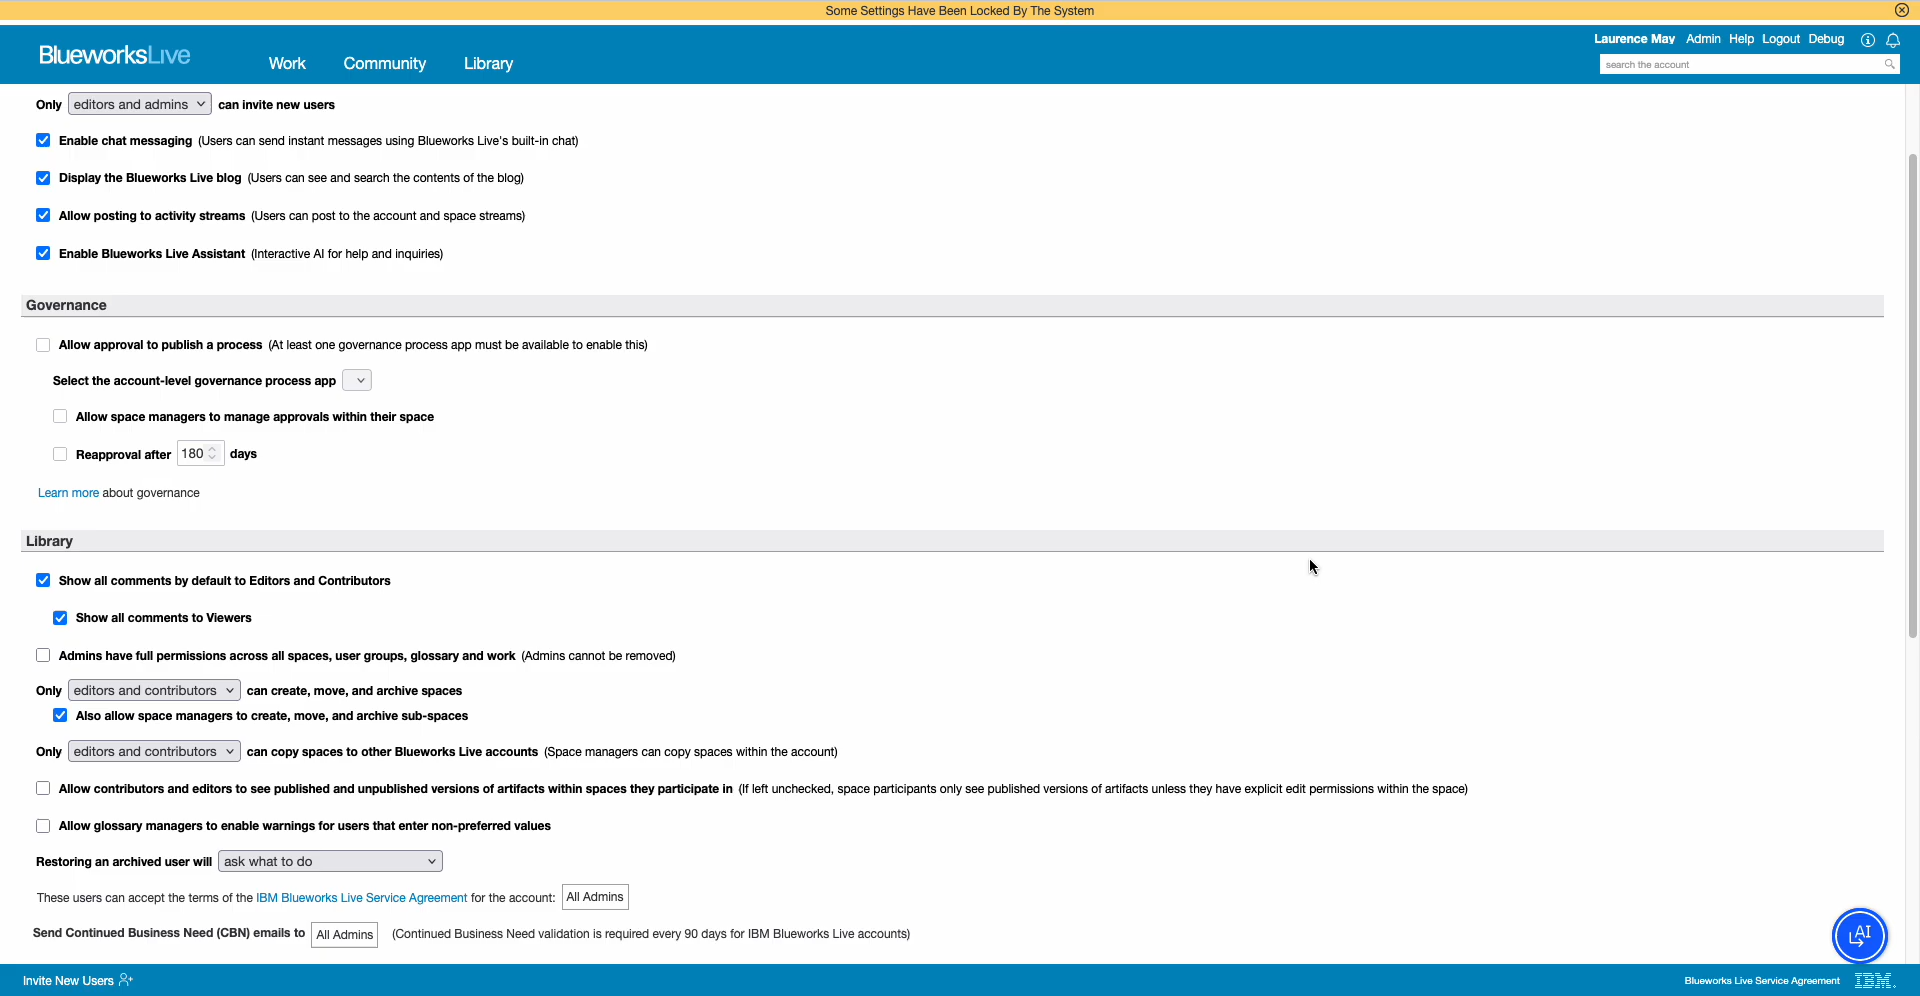 Some Settings Have Been Locked By The System
BlueworksLive
Work Community Library
Laurence May Admin Help Logout Debug
search the account
Only editors and admins can invite new users
Enable chat messaging (Users can send instant messages using Blueworks Live's built-in chat)
Display the Blueworks Live blog (Users can see and search the contents of the blog)
Allow posting to activity streams (Users can post to the account and space streams)
Enable Blueworks Live Assistant (Interactive AI for help and inquiries)
Governance
Allow approval to publish a process (At least one governance process app must be available to enable this)
Select the account-level governance process app
Allow space managers to manage approvals within their space
Reapproval after 180 days
Learn more about governance
Library
Show all comments by default to Editors and Contributors
Show all comments to Viewers
Admins have full permissions across all spaces, user groups, glossary and work (Admins cannot be removed)
Only editors and contributors can create, move, and archive spaces
Also allow space managers to create, move, and archive sub-spaces
Only editors and contributors can copy spaces to other Blueworks Live accounts (Space managers can copy spaces within the account)
Allow contributors and editors to see published and unpublished versions of artifacts within spaces they participate in (If left unchecked, space participants only see published versions of artifacts unless they have explicit edit permissions within the space)
Allow glossary managers to enable warnings for users that enter non-preferred values
Restoring an archived user will ask what to do
These users can accept the terms of the IBM Blueworks Live Service Agreement for the account: All Admins
Send Continued Business Need (CBN) emails to All Admins (Continued Business Need validation is required every 90 days for IBM Blueworks Live accounts)
AI
Invite New Users
Blueworks Live Service Agreement IBM.